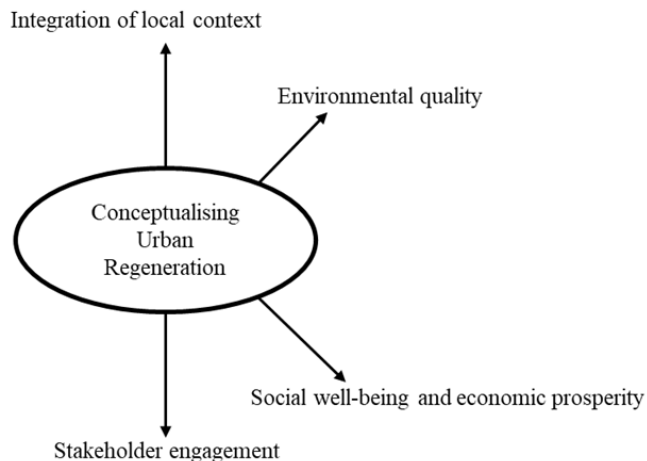 Integration of local context
Environmental quality
Conceptualising
Urban
Regeneration
Social well-being and economic prosperity
Stakeholder engagement